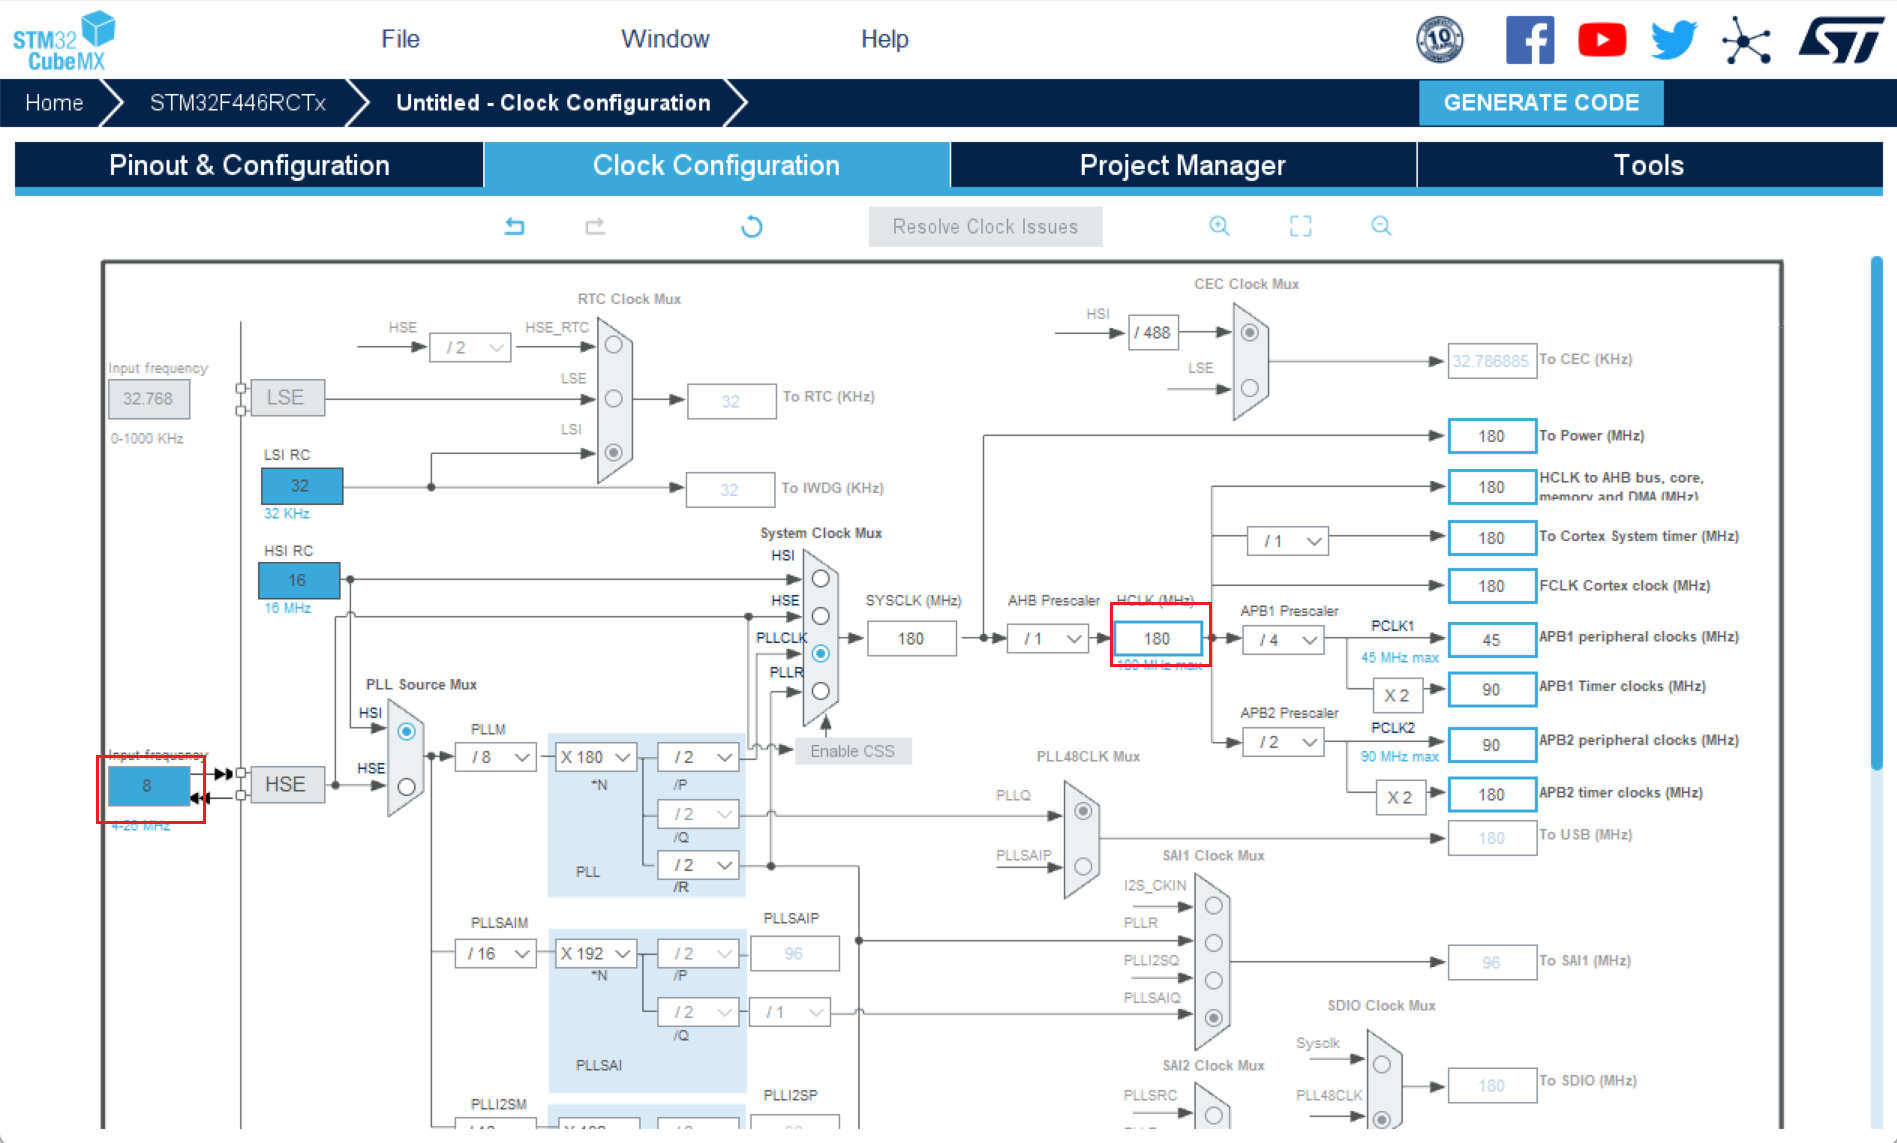 STM32
CubeMX
File
Window
Help
10
YEARS
ST
Home
STM32F446RCTx
Untitled - Clock Configuration
GENERATE CODE
Pinout & Configuration
Clock Configuration
Project Manager
Tools
Resolve Clock Issues
RTC Clock Mux
CEC Clock Mux
HSE
/ 2
HSE_RTC
HSI
/ 488
Input frequency
32.768
LSE
LSE
32
To RTC (KHz)
LSE
32.786885
To CEC (KHz)
0-1000 KHz
LSI
180
To Power (MHz)
LSI RC
32
32 KHz
32
To IWDG (KHz)
180
HCLK to AHB bus, core,
memory and DMA (MHz)
System Clock Mux
HSI
/ 1
180
To Cortex System timer (MHz)
HSI RC
16
16 MHz
HSE
180
FCLK Cortex clock (MHz)
SYSCLK (MHz)
AHB Prescaler
HCLK (MHz)
APB1 Prescaler
PLLCLK
180
/ 1
180
180 MHz max
/ 4
PCLK1
45 MHz max
45
APB1 peripheral clocks (MHz)
PLLR
X 2
90
APB1 Timer clocks (MHz)
PLL Source Mux
HSI
APB2 Prescaler
PLLM
/ 8
X 180
*N
/ 2
/P
Enable CSS
/ 2
PCLK2
90 MHz max
90
APB2 peripheral clocks (MHz)
Input frequency
8
4-26 MHz
HSE
HSE
PLL48CLK Mux
X 2
180
APB2 timer clocks (MHz)
/ 2
/Q
PLLQ
180
To USB (MHz)
PLL
/ 2
/R
PLLSAIP
SAI1 Clock Mux
I2S_CKIN
PLLSAIM
PLLSAIP
PLLR
/ 16
X 192
*N
/ 2
/P
96
PLLI2SQ
96
To SAI1 (MHz)
/ 2
/Q
/ 1
PLLSAIQ
SDIO Clock Mux
Sysclk
PLLSAI
SAI2 Clock Mux
180
To SDIO (MHz)
PLLI2SM
PLLI2SP
PLLSRC
PLL48CLK